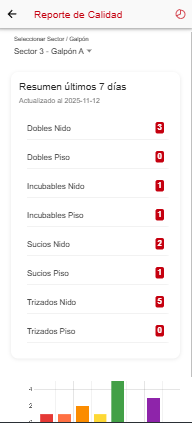 Reporte de Calidad
Seleccionar Sector / Galpón
Sector 3 - Galpón A
Resumen últimos 7 días
Actualizado al 2025-11-12
Dobles Nido 3
Dobles Piso 0
Incubables Nido 1
Incubables Piso 1
Sucios Nido 2
Sucios Piso 1
Trizados Nido 5
Trizados Piso 0
4
2